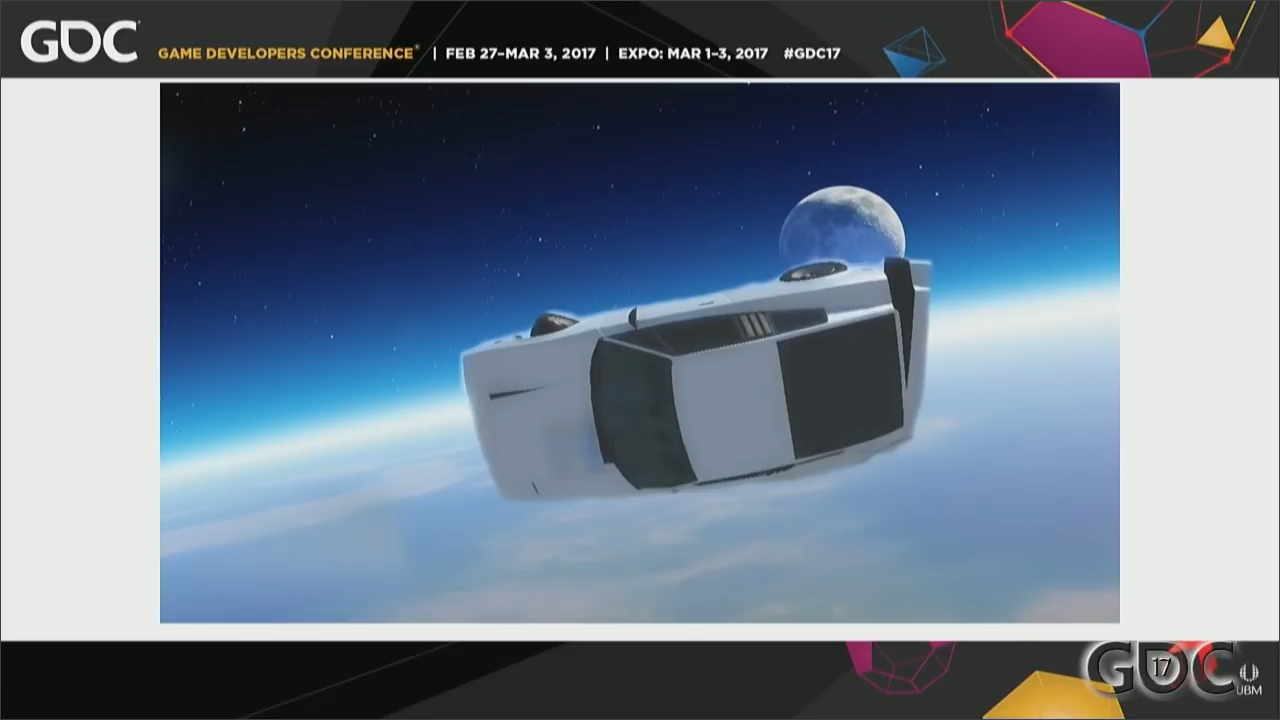 GDC
GAME DEVELOPERS CONFERENCE® | FEB 27–MAR 3, 2017 | EXPO: MAR 1–3, 2017 #GDC17
GDC
17
UBM